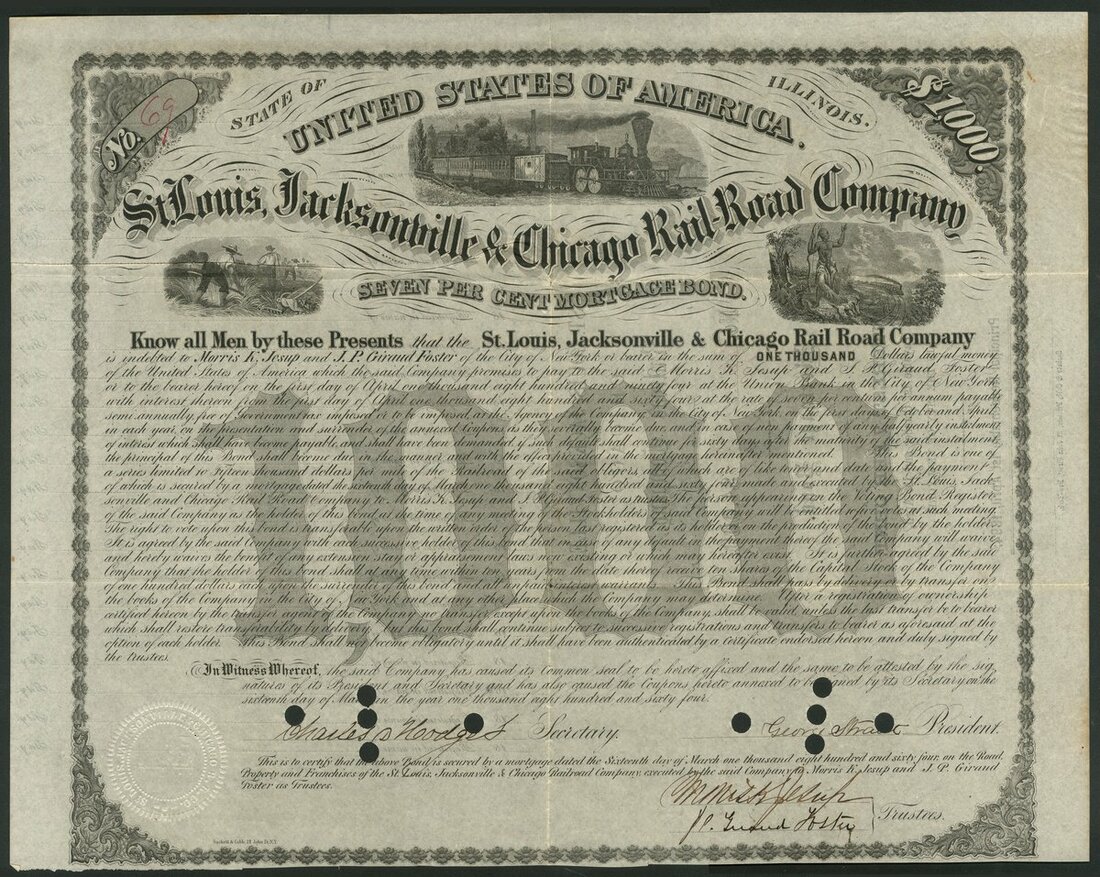 No. 69
STATE OF
ILLINOIS.
$1,000.
UNITED STATES OF AMERICA.
St. Louis, Jacksonville & Chicago Rail-Road Company,
SEVEN PER CENT MORTGAGE BOND.
Know all Men by these Presents that the St. Louis, Jacksonville & Chicago Rail Road Company
is indebted to Morris K. Jesup and J. P. Giraud Foster of the City of New York or bearer in the sum of ONE THOUSAND Dollars lawful money
of the United States of America which the said Company promises to pay to the said Morris K. Jesup and J. P. Giraud Foster
or to the bearer hereof on the first day of April one thousand eight hundred and ninety four at the Union Bank in the City of New York
with interest thereon from the first day of April one thousand eight hundred and sixty four at the rate of seven per centum per annum payable
semi annually, free of Government tax imposed or to be imposed, at the Agency of the Company in the City of New York on the first days of October and April
in each year, on the presentation and surrender of the annexed Coupons as they severally become due, and in case of non payment of any half yearly instalment
of interest which shall have become payable, and shall have been demanded, if such default shall continue for sixty days after the maturity of the said instalment,
the principal of this Bond shall become due in the manner and with the effect provided in the mortgage hereinafter mentioned. This Bond is one of
a series limited to fifteen thousand dollars per mile of the Railroad of the said obligors, all of which are of like tenor and date and the payment
of which is secured by a mortgage dated the sixteenth day of March, one thousand eight hundred and sixty four made and executed by the St. Louis, Jack-
sonville and Chicago Rail Road Company to Morris K. Jesup and J. P. Giraud Foster as trustees. The person appearing on the Voting Bond Register
of the said Company as the holder of this bond at the time of any meeting of the Stockholders of said Company will be entitled to five votes at such meeting.
The right to vote upon this bond is transferable upon the written order of the person last registered as its holder or on the production of the bond by the holder.
It is agreed by the said Company with each successive holder of this bond that in case of any default in the payment thereof the said Company will waive
and hereby waives the benefit of any extension stay or appraisement laws now existing or which may hereafter exist. It is further agreed by the said
Company that the holder of this bond shall at any time within ten years from the date thereof receive ten shares of the Capital Stock of the Company
of one hundred dollars each upon the surrender of this bond and all unpaid interest warrants. This Bond shall pass by delivery or by transfer on
the books of the Company in the city of New York and at any other place which the Company may determine. After a registration of ownership
certified hereon by the transfer agent of the Company no transfer except upon the books of the Company, shall be valid, unless the last transfer be to bearer
which shall restore transferability by delivery and this bond shall continue subject to successive registrations and transfers to bearer as aforesaid at the
option of each holder. This Bond shall not become obligatory until it shall have been authenticated by a certificate endorsed hereon and duly signed by
the trustees.
In Witness Whereof, the said Company has caused its Common seal to be hereto affixed and the same to be attested by the sig-
natures of its President and Secretary and has also caused the Coupons hereto annexed to be signed by its Secretary on the
sixteenth day of March in the year one thousand eight hundred and sixty four.
Charles Hodges Secretary. George Straut President.
This is to certify that the above Bond is secured by a mortgage dated the Sixteenth day of March one thousand eight hundred and sixty four, on the Road,
Property and Franchises of the St. Louis, Jacksonville & Chicago Railroad Company, executed by the said Company to Morris K. Jesup and J. P. Giraud
Foster as Trustees.
Morris K. Jesup
J. P. Giraud Foster Trustees.
1,000